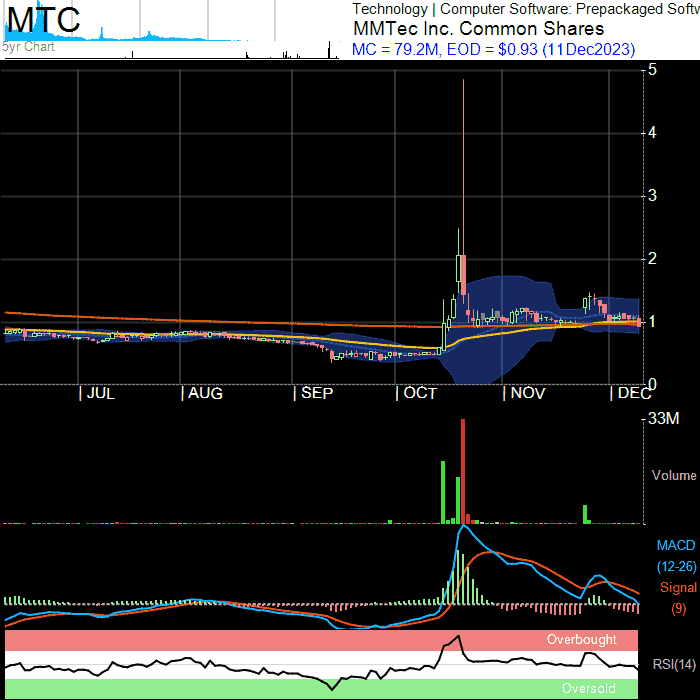 MTC
5yr Chart
Technology | Computer Software: Prepackaged Softw
MMTec Inc. Common Shares
MC = 79.2M, EOD = $0.93 (11Dec2023)
5
4
3
2
1
0
JUL AUG SEP OCT NOV DEC
33M
Volume
MACD
(12-26)
Signal
(9)
Overbought
RSI(14)
Oversold